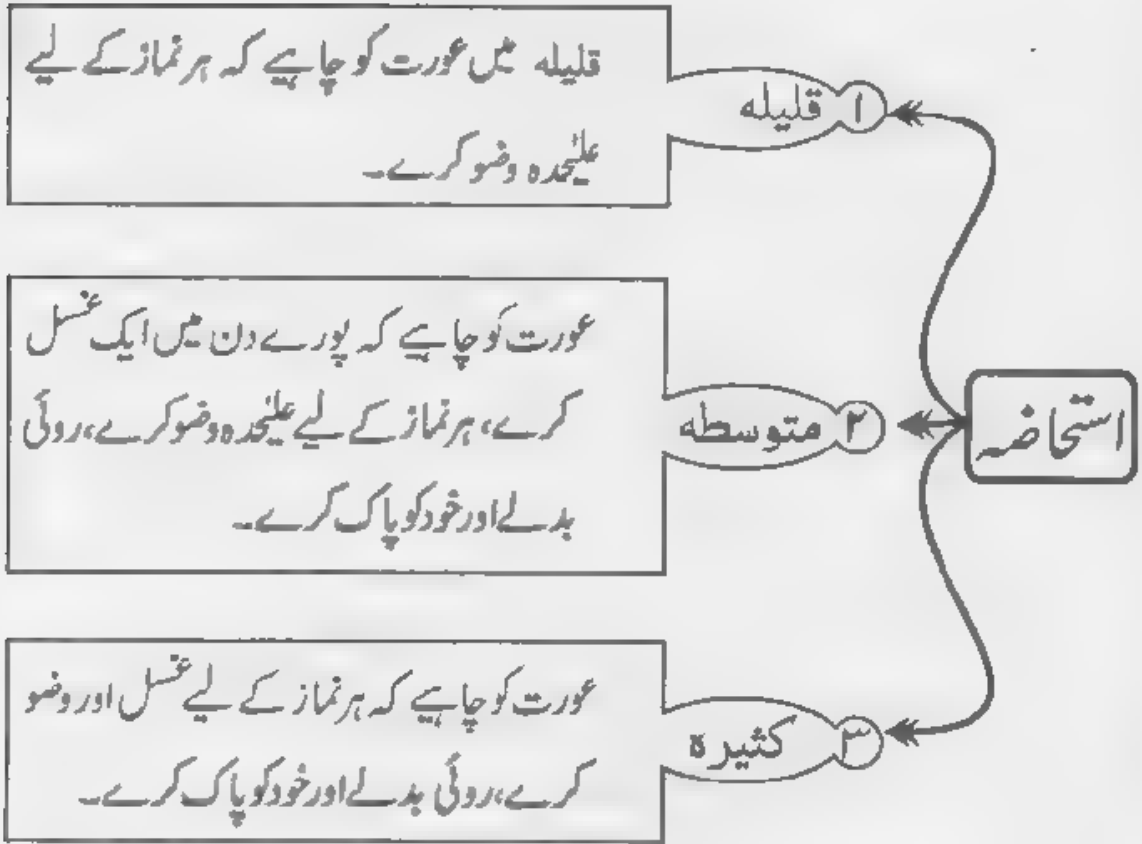 استحاضہ
۱ قلیلہ
قلیلہ میں عورت کو چاہیے کہ ہر نماز کے لیے
علیٰحدہ وضو کرے۔
۲ متوسطہ
عورت کو چاہیے کہ پورے دن میں ایک غسل
کرے، ہر نماز کے لیے علیٰحدہ وضو کرے، روئی
بدلے اور خود کو پاک کرے۔
۳ کثیرہ
عورت کو چاہیے کہ ہر نماز کے لیے غسل اور وضو
کرے، روئی بدلے اور خود کو پاک کرے۔